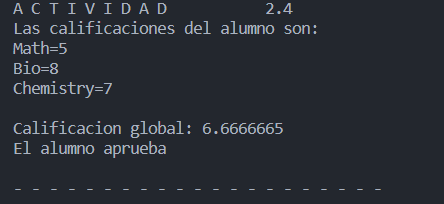 A C T I V I D A D          2.4
Las calificaciones del alumno son:
Math=5
Bio=8
Chemistry=7
Calificacion global: 6.6666665
El alumno aprueba
- - - - - - - - - - - - - - - - - - - - -